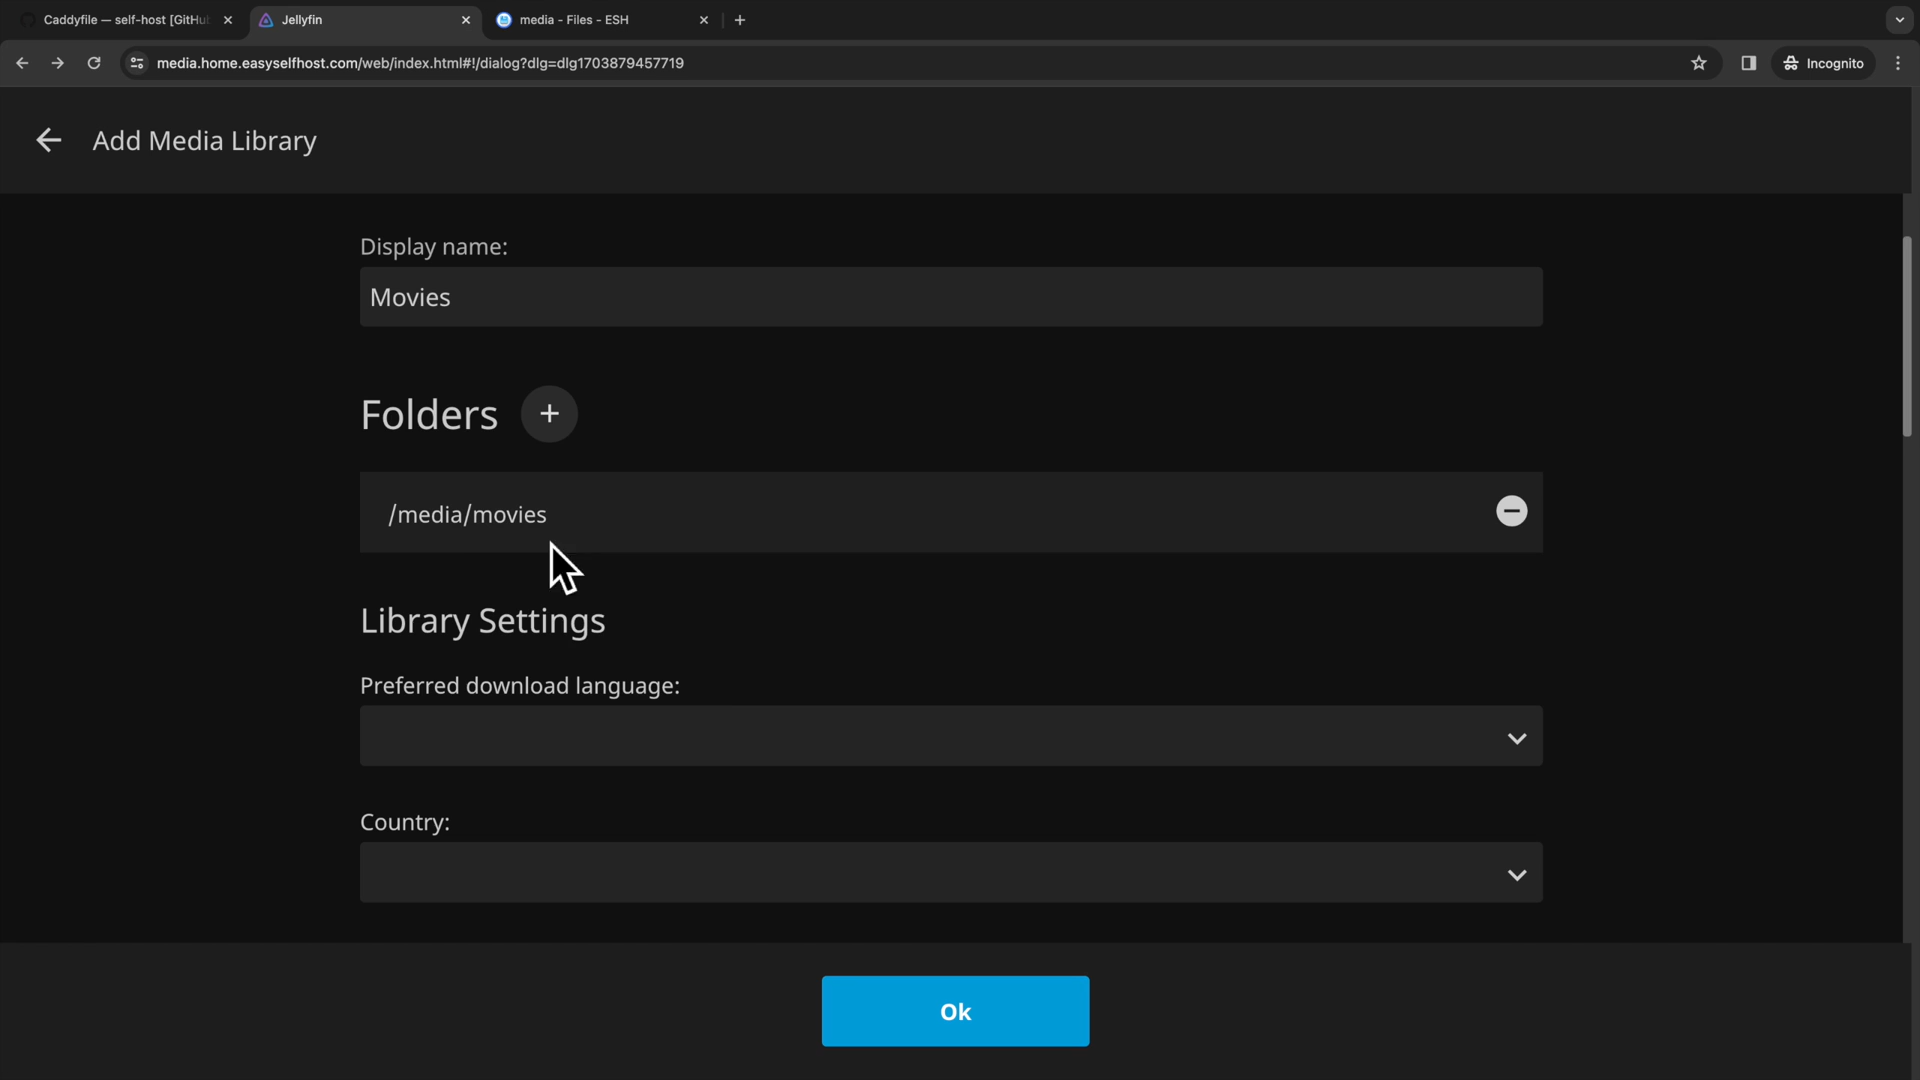 Caddyfile — self-host [GitHu
Jellyfin
media - Files - ESH
media.home.easyselfhost.com/web/index.html#!/dialog?dlg=dlg1703879457719
Incognito
Add Media Library
Display name:
Movies
Folders
/media/movies
Library Settings
Preferred download language:
Country:
Ok